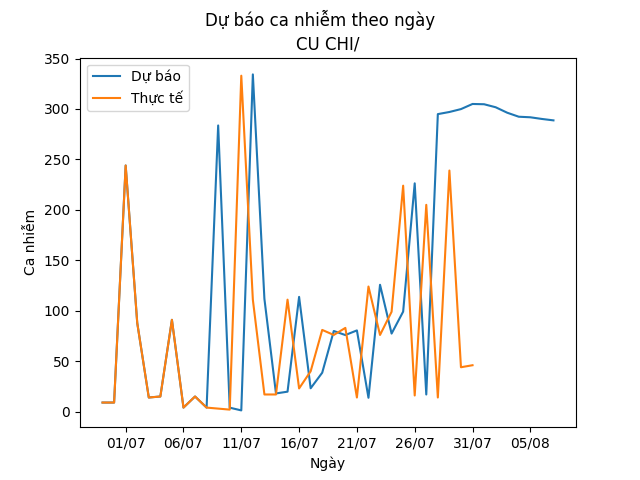 Dự báo ca nhiễm theo ngày
CU CHI/
350
300
250
200
150
100
50
0
Ca nhiễm
Dự báo
Thực tế
01/07 06/07 11/07 16/07 21/07 26/07 31/07 05/08
Ngày